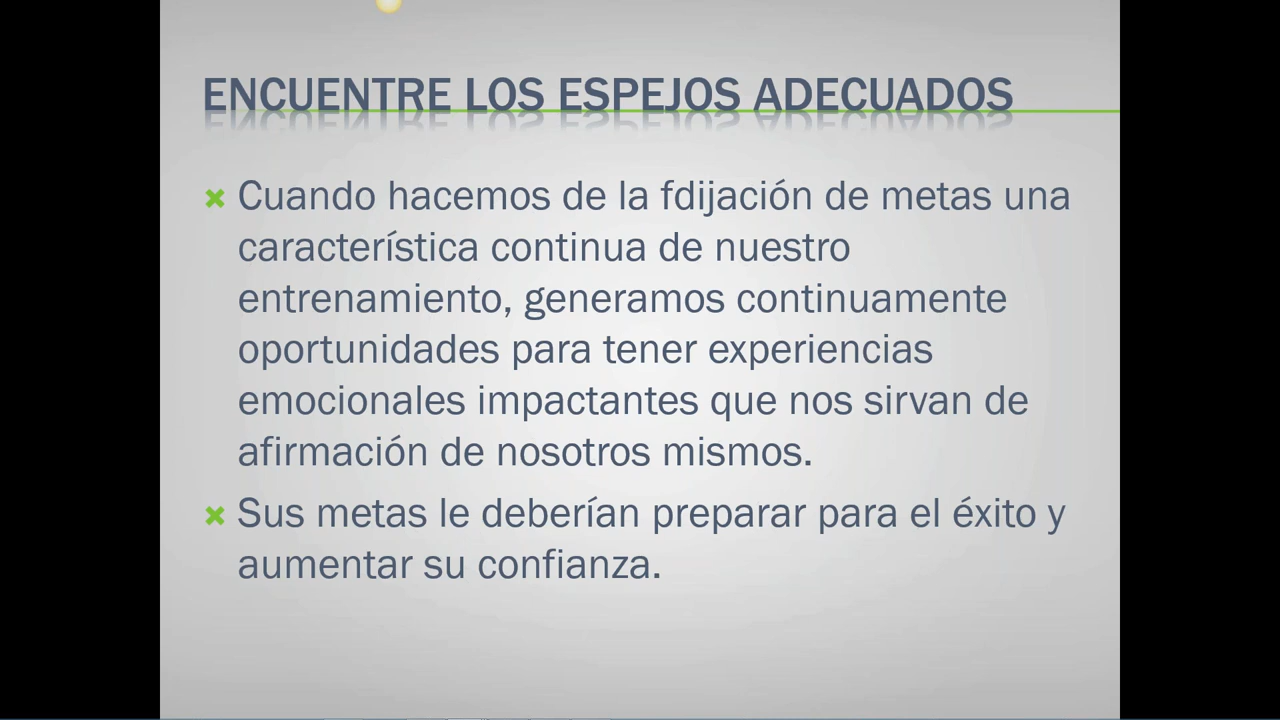 ENCUENTRE LOS ESPEJOS ADECUADOS
Cuando hacemos de la fdijación de metas una
característica continua de nuestro
entrenamiento, generamos continuamente
oportunidades para tener experiencias
emocionales impactantes que nos sirvan de
afirmación de nosotros mismos.
Sus metas le deberían preparar para el éxito y
aumentar su confianza.